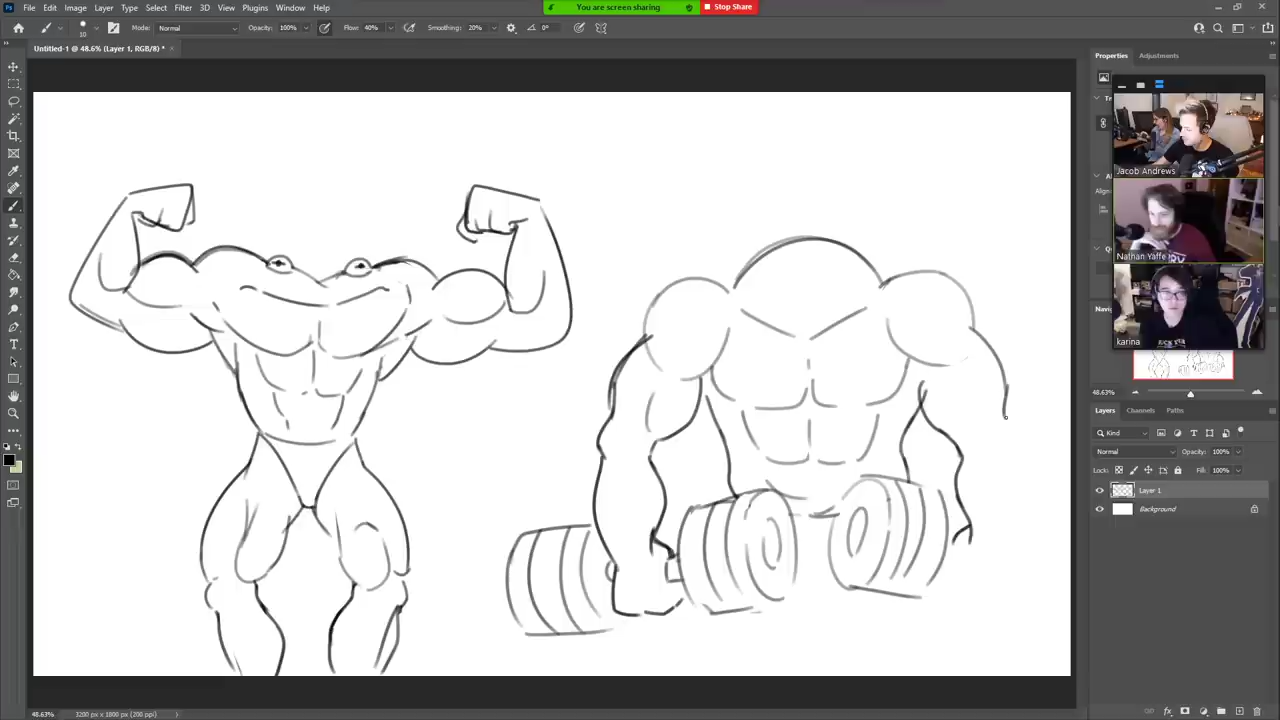 You are screen sharing
Stop Share
File Edit Image Layer Type Select Filter 3D View Plugins Window Help
10
Mode: Normal
Opacity: 100%
Flow: 40%
Smoothing: 20%
0°
Untitled-1 @ 48.6% (Layer 1, RGB/8) *
Properties Adjustments
Jacob Andrews
Nathan Yaffe
karina
48.63%
Layers Channels Paths
Kind
Normal
Opacity: 100%
Lock:
Fill: 100%
Layer 1
Background
48.63%
3200 px x 1800 px (200 ppi)